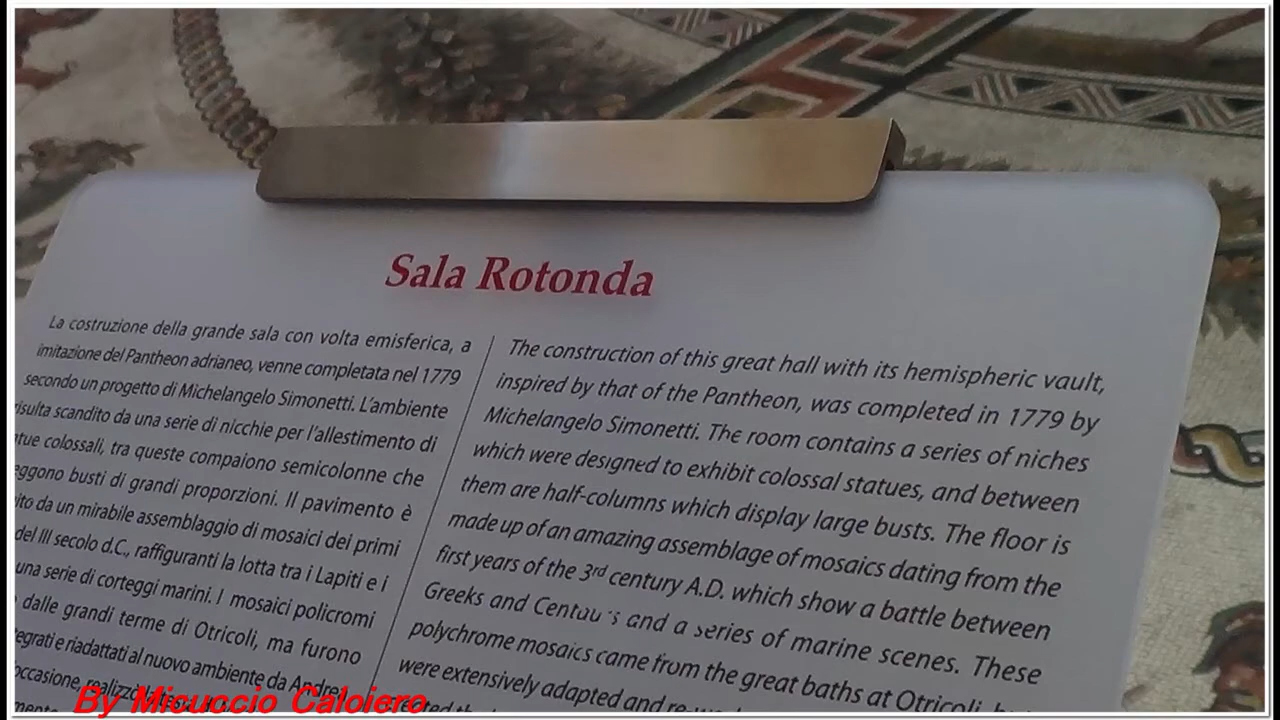 Sala Rotonda
La costruzione della grande sala con volta emisferica, a
imitazione del Pantheon adrianeo, venne completata nel 1779
secondo un progetto di Michelangelo Simonetti. L'ambiente
risulta scandito da una serie di nicchie per l'allestimento di
tue colossali, tra queste compaiono semicolonne che
eggono busti di grandi proporzioni. Il pavimento è
ito da un mirabile assemblaggio di mosaici dei primi
del III secolo d.C., raffiguranti la lotta tra i Lapiti e i
una serie di corteggi marini. I mosaici policromi
dalle grandi terme di Otricoli, ma furono
tegrati e riadattati al nuovo ambiente da Andre
occasione, realizzò
The construction of this great hall with its hemispheric vault,
inspired by that of the Pantheon, was completed in 1779 by
Michelangelo Simonetti. The room contains a series of niches
which were designed to exhibit colossal statues, and between
them are half-columns which display large busts. The floor is
made up of an amazing assemblage of mosaics dating from the
first years of the 3rd century A.D. which show a battle between
Greeks and Centau s and a series of marine scenes. These
polychrome mosaics came from the great baths at Otricoli, 
were extensively adapted and
By Micuccio Caloiero